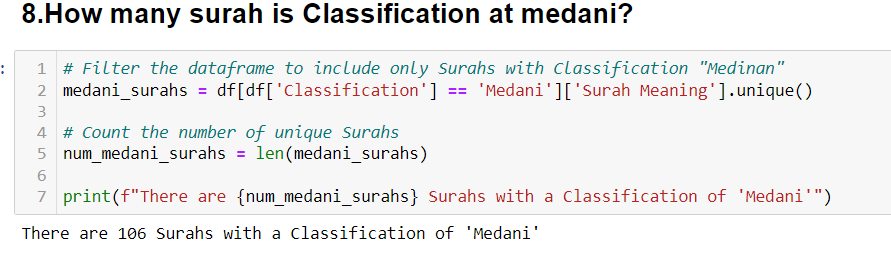 8.How many surah is Classification at medani?
:
1 # Filter the dataframe to include only Surahs with Classification "Medinan"
2 medani_surahs = df[df['Classification'] == 'Medani']['Surah Meaning'].unique()
3
4 # Count the number of unique Surahs
5 num_medani_surahs = len(medani_surahs)
6
7 print(f"There are {num_medani_surahs} Surahs with a Classification of 'Medani'")
There are 106 Surahs with a Classification of 'Medani'